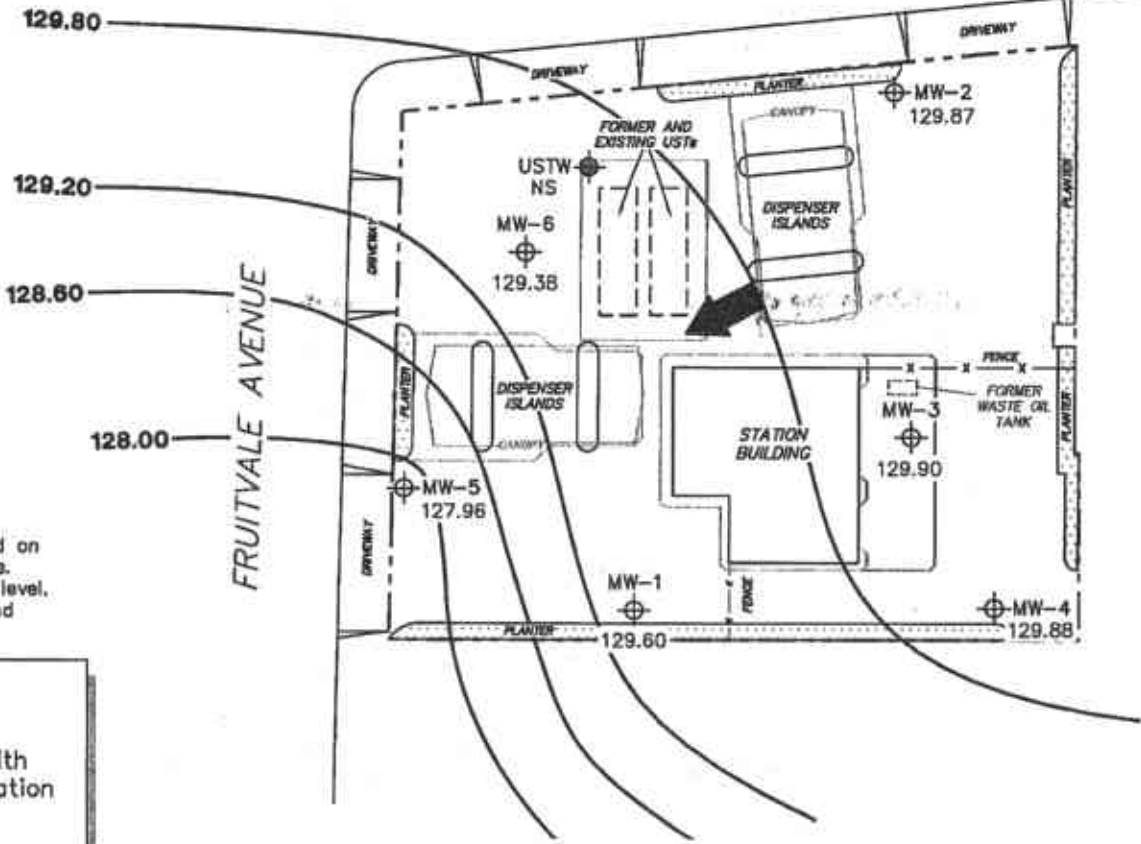 129.80
DRIVEWAY
DRIVEWAY
PLANTER
MW-2
129.87
CANOPY
FORMER AND
EXISTING USTs
USTW
NS
129.20
DRIVEWAY
MW-6
129.38
DISPENSER
ISLANDS
PLANTER
128.60
FRUITVALE AVENUE
PLANTER
DISPENSER
ISLANDS
CANOPY
x x x
FENCE
FORMER
WASTE OIL
TANK
PLANTER
MW-3
129.90
STATION
BUILDING
128.00
MW-5
127.96
DRIVEWAY
d on
level.
MW-1
129.60
FENCE
PLANTER
MW-4
129.88